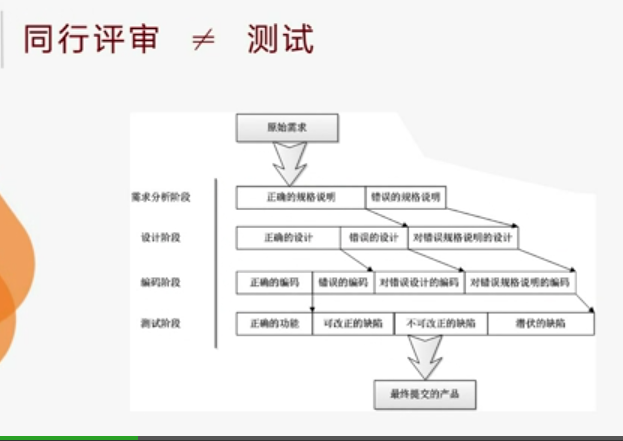 同行评审 ≠ 测试
原始需求
需求分析阶段 正确的规格说明 错误的规格说明
设计阶段 正确的设计 错误的设计 对错误规格说明的设计
编码阶段 正确的编码 错误的编码 对错误设计的编码 对错误规格说明的编码
测试阶段 正确的功能 可改正的缺陷 不可改正的缺陷 潜伏的缺陷
最终提交的产品